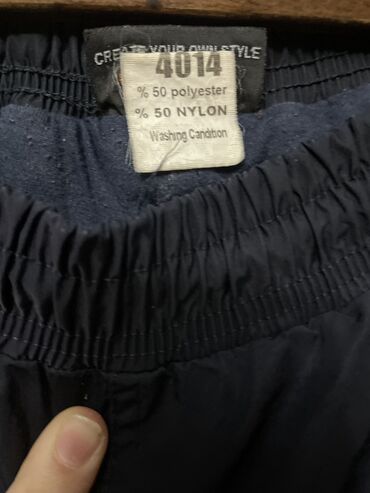 CREATE YOUR OWN STYLE
4014
% 50 polyester
% 50 NYLON
Washing Candition